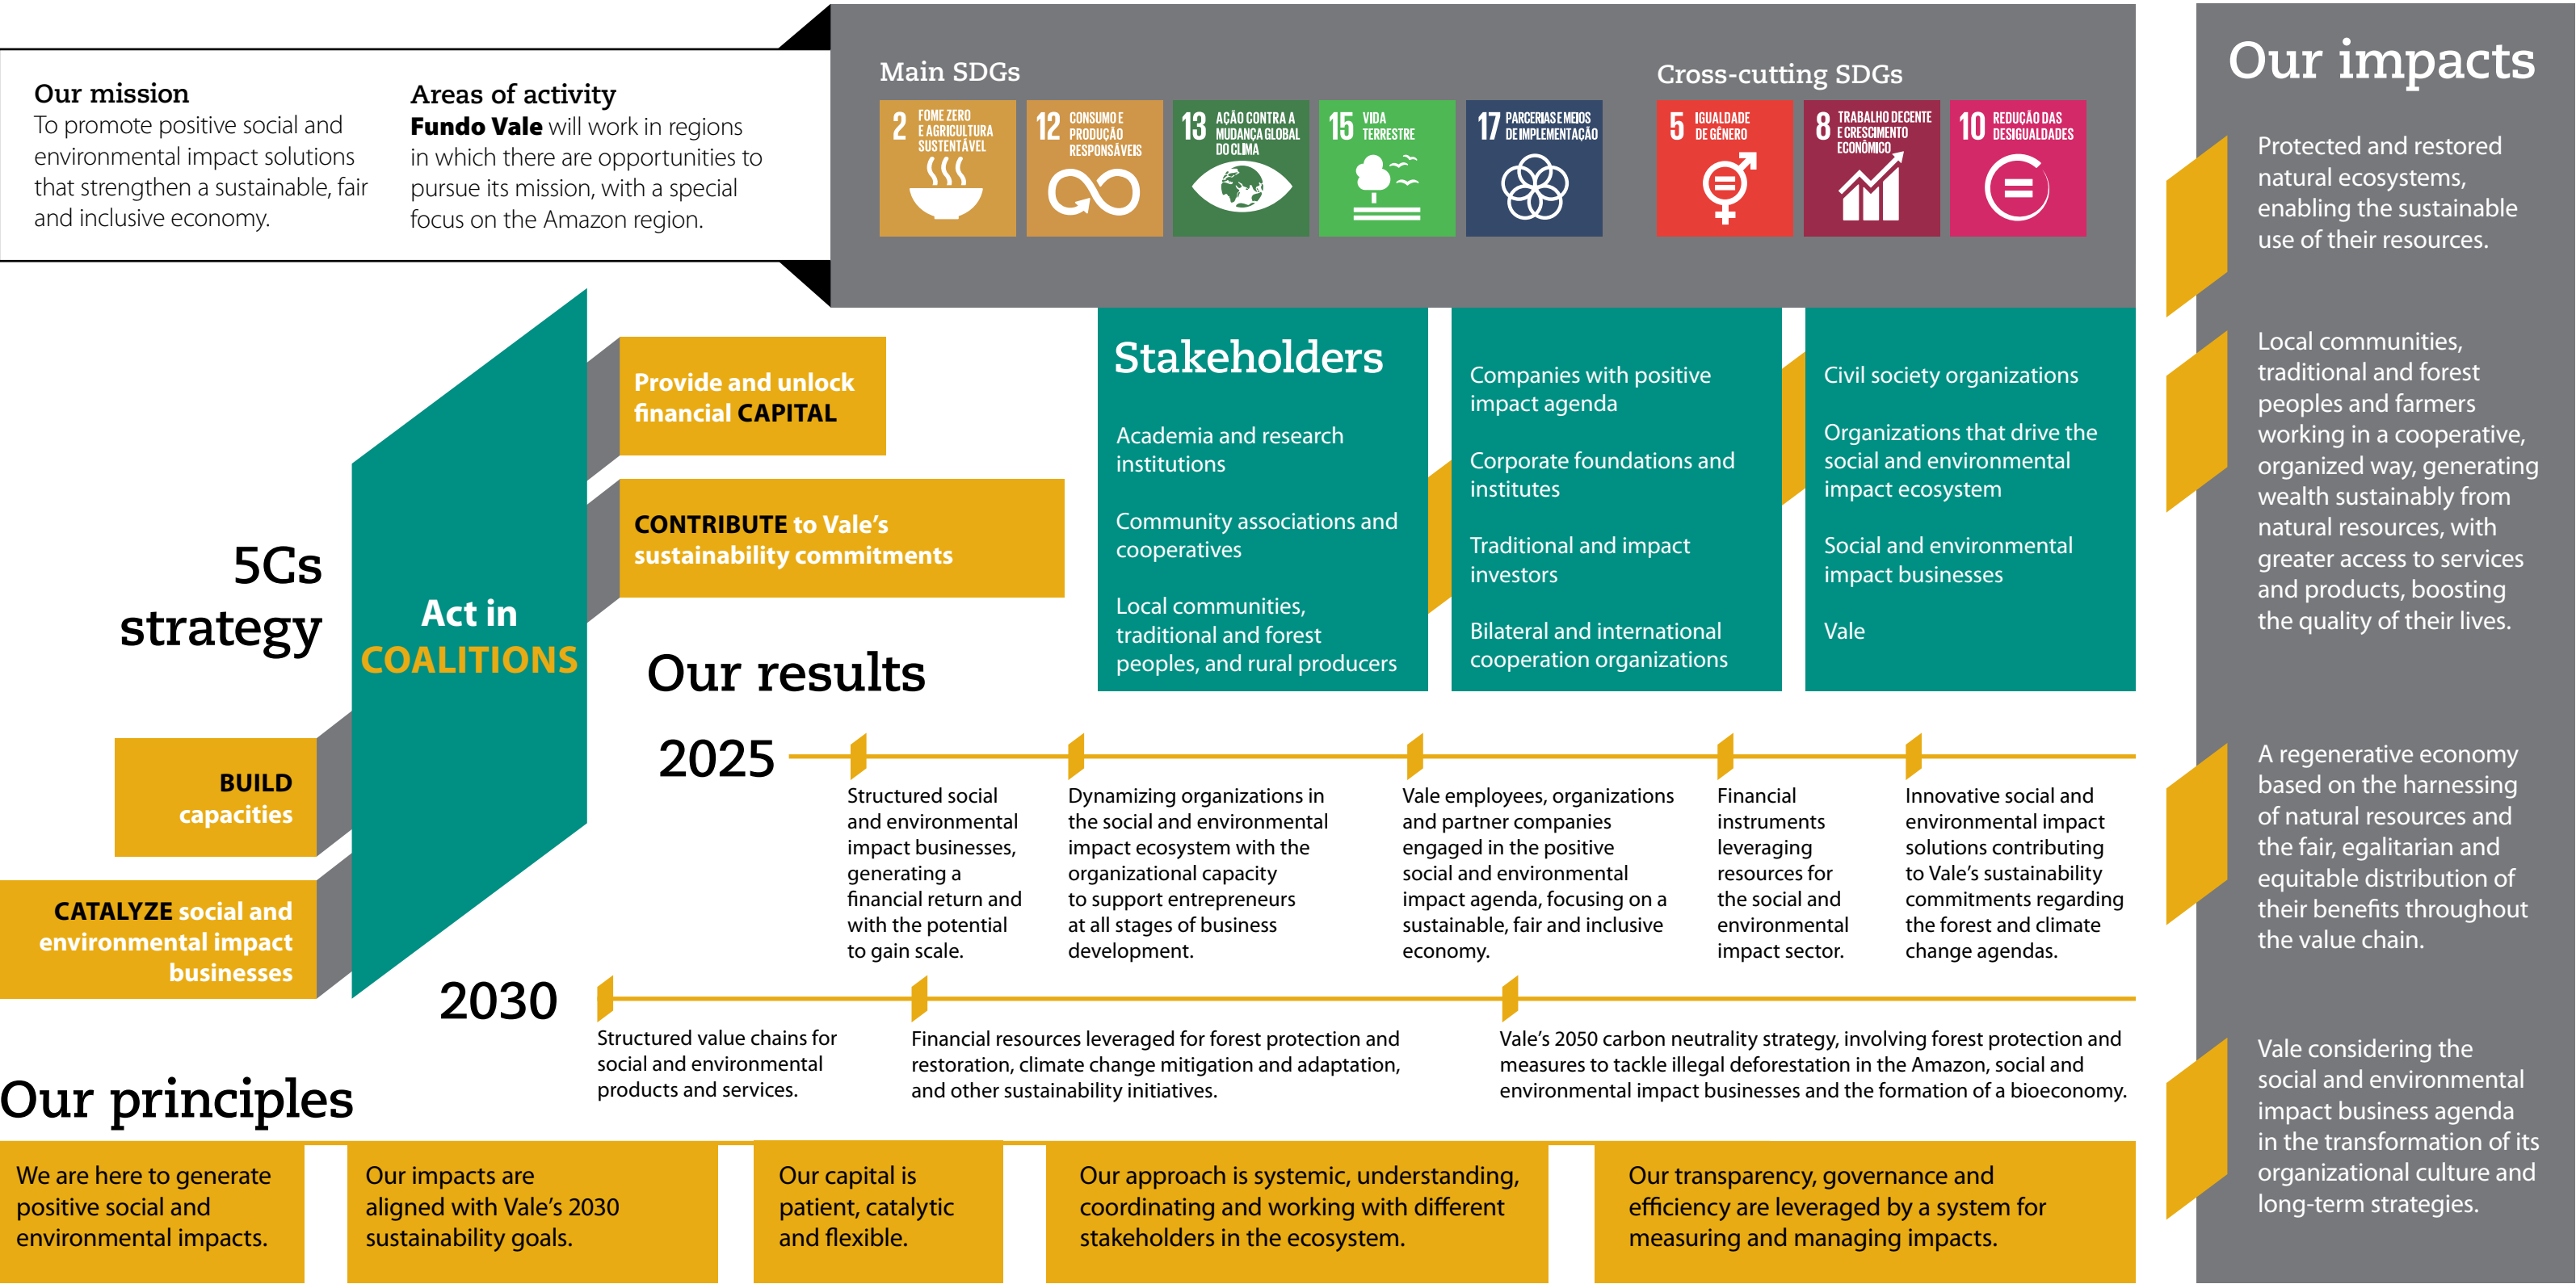 Our mission
To promote positive social and
environmental impact solutions
that strengthen a sustainable, fair
and inclusive economy.
Areas of activity
Fundo Vale will work in regions
in which there are opportunities to
pursue its mission, with a special
focus on the Amazon region.
Main SDGs
2 FOME ZERO
E AGRICULTURA
SUSTENTÁVEL
12 CONSUMO E
PRODUÇÃO
RESPONSÁVEIS
13 AÇÃO CONTRA A
MUDANÇA GLOBAL
DO CLIMA
15 VIDA
TERRESTRE
17 PARCERIAS E MEIOS
DE IMPLEMENTAÇÃO
Cross-cutting SDGs
5 IGUALDADE
DE GÊNERO
8 TRABALHO DECENTE
E CRESCIMENTO
ECONÔMICO
10 REDUÇÃO DAS
DESIGUALDADES
5Cs
strategy
Act in
COALITIONS
Provide and unlock
financial CAPITAL
CONTRIBUTE to Vale's
sustainability commitments
BUILD
capacities
CATALYZE social and
environmental impact
businesses
Stakeholders
Academia and research
institutions
Community associations and
cooperatives
Local communities,
traditional and forest
peoples, and rural producers
Companies with positive
impact agenda
Corporate foundations and
institutes
Traditional and impact
investors
Bilateral and international
cooperation organizations
Civil society organizations
Organizations that drive the
social and environmental
impact ecosystem
Social and environmental
impact businesses
Vale
Our results
2025
Structured social
and environmental
impact businesses,
generating a
financial return and
with the potential
to gain scale.
Dynamizing organizations in
the social and environmental
impact ecosystem with the
organizational capacity
to support entrepreneurs
at all stages of business
development.
Vale employees, organizations
and partner companies
engaged in the positive
social and environmental
impact agenda, focusing on a
sustainable, fair and inclusive
economy.
Financial
instruments
leveraging
resources for
the social and
environmental
impact sector.
Innovative social and
environmental impact
solutions contributing
to Vale's sustainability
commitments regarding
the forest and climate
change agendas.
2030
Structured value chains for
social and environmental
products and services.
Financial resources leveraged for forest protection and
restoration, climate change mitigation and adaptation,
and other sustainability initiatives.
Vale's 2050 carbon neutrality strategy, involving forest protection and
measures to tackle illegal deforestation in the Amazon, social and
environmental impact businesses and the formation of a bioeconomy.
Our principles
We are here to generate
positive social and
environmental impacts.
Our impacts are
aligned with Vale's 2030
sustainability goals.
Our capital is
patient, catalytic
and flexible.
Our approach is systemic, understanding,
coordinating and working with different
stakeholders in the ecosystem.
Our transparency, governance and
efficiency are leveraged by a system for
measuring and managing impacts.
Our impacts
Protected and restored
natural ecosystems,
enabling the sustainable
use of their resources.
Local communities,
traditional and forest
peoples and farmers
working in a cooperative,
organized way, generating
wealth sustainably from
natural resources, with
greater access to services
and products, boosting
the quality of their lives.
A regenerative economy
based on the harnessing
of natural resources and
the fair, egalitarian and
equitable distribution of
their benefits throughout
the value chain.
Vale considering the
social and environmental
impact business agenda
in the transformation of its
organizational culture and
long-term strategies.